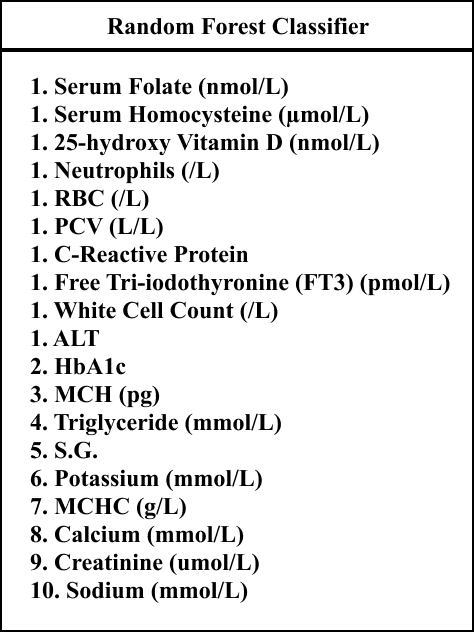 Random Forest Classifier
1. Serum Folate (nmol/L)
1. Serum Homocysteine (µmol/L)
1. 25-hydroxy Vitamin D (nmol/L)
1. Neutrophils (/L)
1. RBC (/L)
1. PCV (L/L)
1. C-Reactive Protein
1. Free Tri-iodothyronine (FT3) (pmol/L)
1. White Cell Count (/L)
1. ALT
2. HbA1c
3. MCH (pg)
4. Triglyceride (mmol/L)
5. S.G.
6. Potassium (mmol/L)
7. MCHC (g/L)
8. Calcium (mmol/L)
9. Creatinine (umol/L)
10. Sodium (mmol/L)